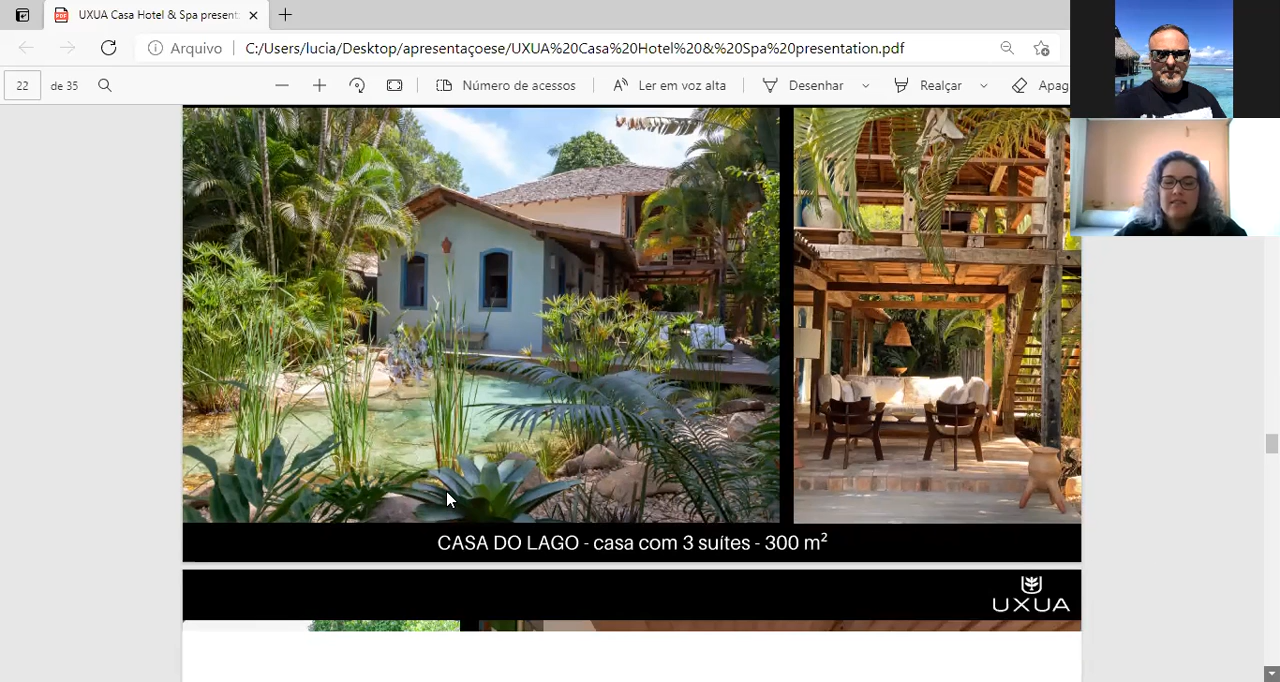 UXUA Casa Hotel & Spa present
Arquivo
C:/Users/lucia/Desktop/apresentaçoese/UXUA%20Casa%20Hotel%20&%20Spa%20presentation.pdf
22 de 35
Número de acessos
Ler em voz alta
Desenhar
Realçar
Apag
CASA DO LAGO - casa com 3 suítes - 300 m²
UXUA